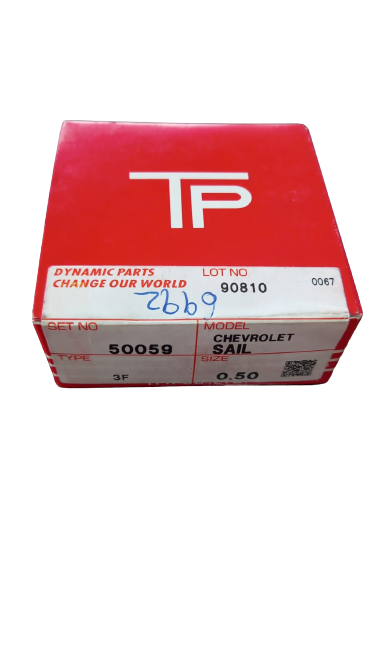 TP
DYNAMIC PARTS
CHANGE OUR WORLD
LOT NO
90810
0067
6992
SET NO
50059
MODEL
CHEVROLET
SAIL
TYPE
3F
SIZE
0.50